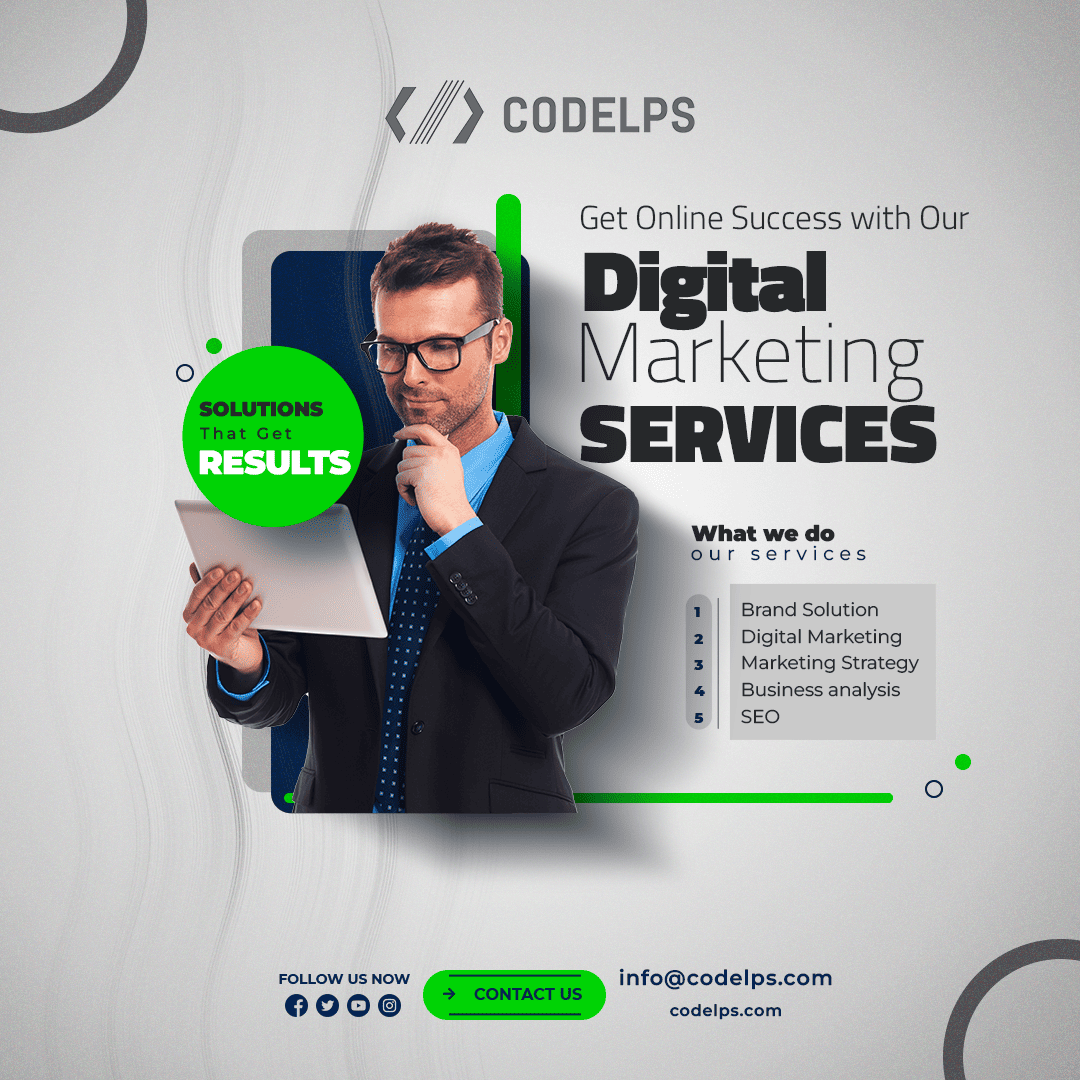 CODELPS
Get Online Success with Our
Digital
Marketing
SERVICES
SOLUTIONS
That Get
RESULTS
What we do
our services
1 Brand Solution
2 Digital Marketing
3 Marketing Strategy
4 Business analysis
5 SEO
FOLLOW US NOW
CONTACT US
info@codelps.com
codelps.com